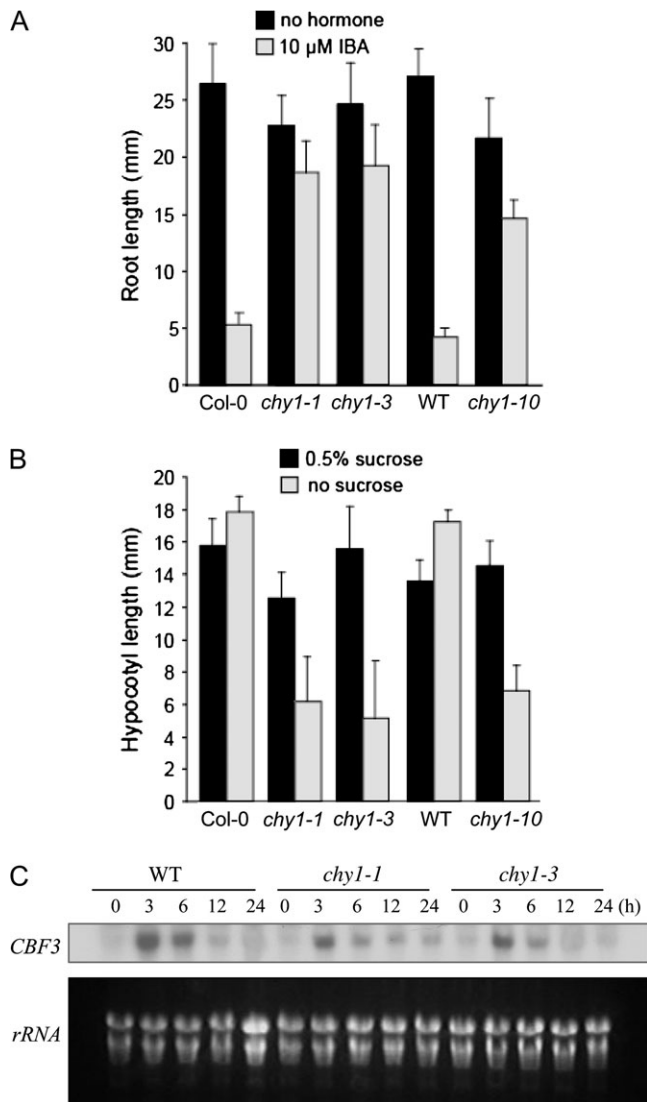 A
no hormone
10 µM IBA
Root length (mm)
30
25
20
15
10
5
0
Col-0 chy1-1 chy1-3 WT chy1-10
B
0.5% sucrose
no sucrose
Hypocotyl length (mm)
20
18
16
14
12
10
8
6
4
2
0
Col-0 chy1-1 chy1-3 WT chy1-10
C
WT chy1-1 chy1-3
0 3 6 12 24 0 3 6 12 24 0 3 6 12 24 (h)
CBF3
rRNA